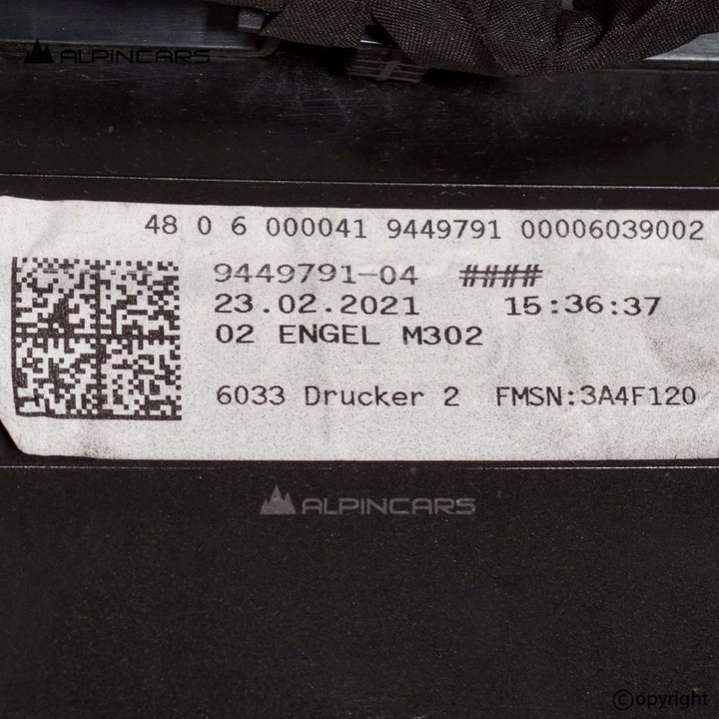 ALPINCARS
48 0 6 000041 9449791 00006039002
9449791-04 ####
23.02.2021 15:36:37
02 ENGEL M302
6033 Drucker 2 FMSN:3A4F120
ALPINCARS
©opyright